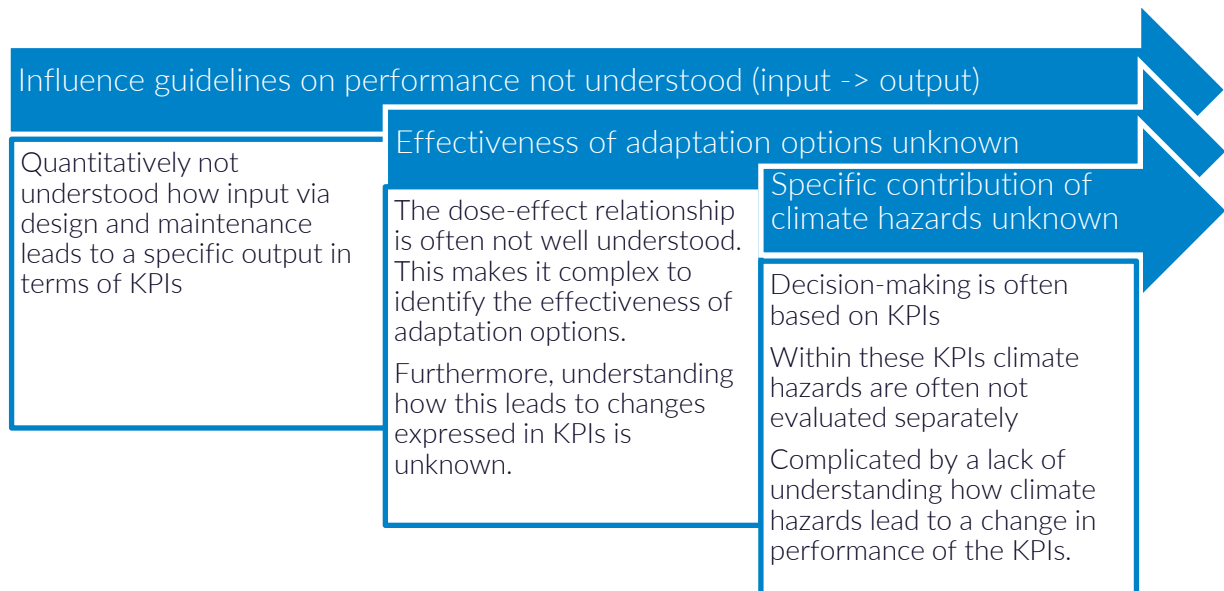 Influence guidelines on performance not understood (input -> output)
Quantitatively not
understood how input via
design and maintenance
leads to a specific output in
terms of KPIs
Effectiveness of adaptation options unknown
The dose-effect relationship
is often not well understood.
This makes it complex to
identify the effectiveness of
adaptation options.
Furthermore, understanding
how this leads to changes
expressed in KPIs is
unknown.
Specific contribution of
climate hazards unknown
Decision-making is often
based on KPIs
Within these KPIs climate
hazards are often not
evaluated separately
Complicated by a lack of
understanding how climate
hazards lead to a change in
performance of the KPIs.